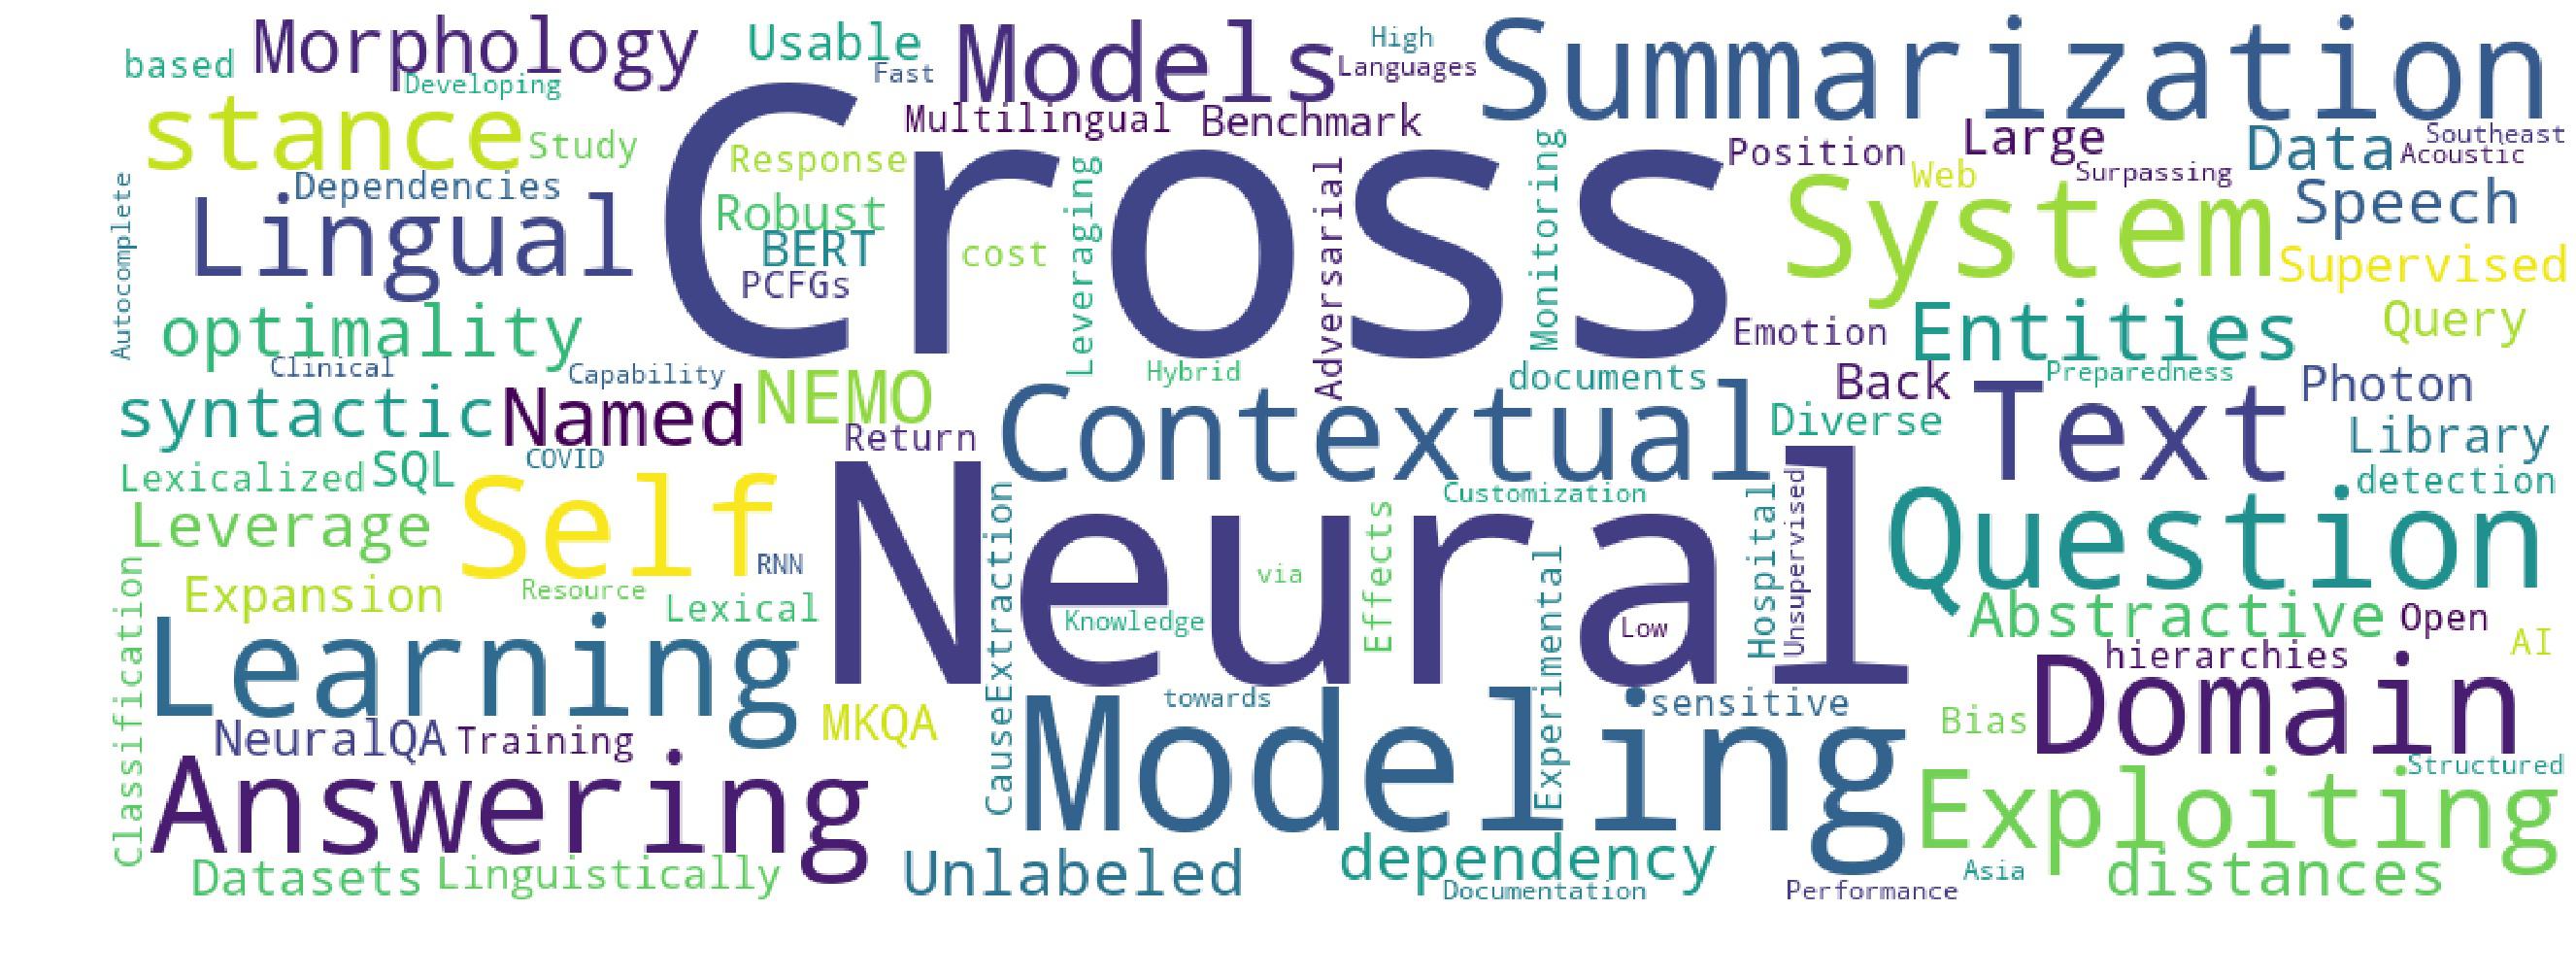 Morphology
Usable
Models
High
Languages
Summarization
based
Developing
Fast
stance
Study
Multilingual
Benchmark
Cross
Response
Position
Large
Data
Southeast
Acoustic
Surpassing
Web
Dependencies
Lingual
Robust
BERT
PCFGs
cost
Leveraging
Adversarial
Monitoring
System
Speech
Supervised
Autocomplete
optimality
Emotion
Entities
Query
Clinical
Capability
Hybrid
documents
Back
Preparedness
Photon
syntactic
Named
NEMO
Return
Contextual
Diverse
Text
Library
Lexicalized
SQL
COVID
Self
Neural
Customization
Hospital
Unsupervised
Question
detection
Leverage
RNN
CauseExtraction
via
Effects
Experimental
Expansion
Resource
Lexical
Knowledge
Low
Abstractive
Open
AI
Classification
Learning
hierarchies
Domain
NeuralQA
Training
MKQA
towards
Modeling
sensitive
Bias
Structured
Answering
Exploiting
Datasets
Linguistically
Unlabeled
dependency
Documentation
Performance
Asia
distances